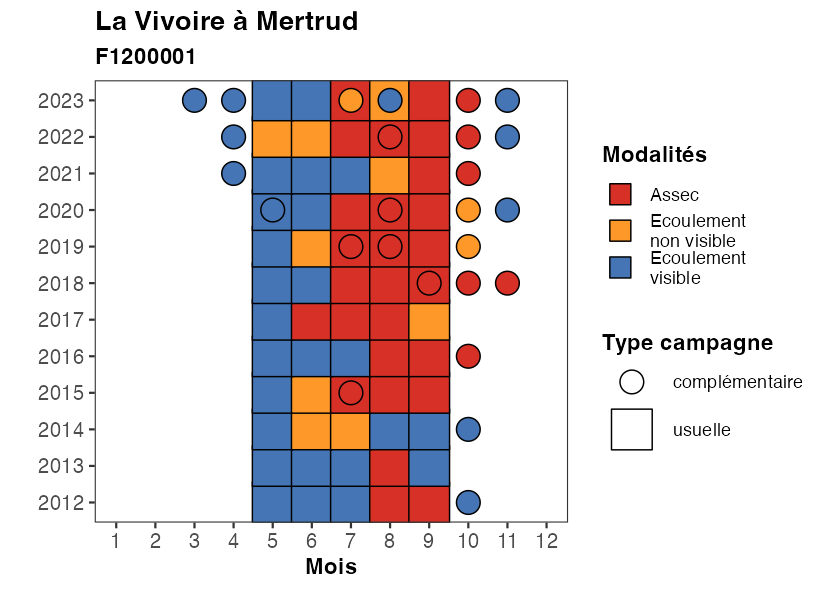 La Vivoire à Mertrud
F1200001
2023
2022
2021
2020
2019
2018
2017
2016
2015
2014
2013
2012
1 2 3 4 5 6 7 8 9 10 11 12
Mois
Modalités
Assec
Ecoulement
non visible
Ecoulement
visible
Type campagne
complémentaire
usuelle